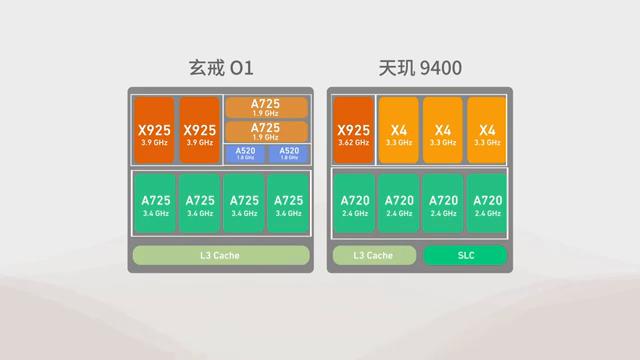 玄戒 O1
X925
3.9 GHz
X925
3.9 GHz
A725
1.9 GHz
A725
1.9 GHz
A520
1.8 GHz
A520
1.8 GHz
A725
3.4 GHz
A725
3.4 GHz
A725
3.4 GHz
A725
3.4 GHz
L3 Cache
天玑 9400
X925
3.62 GHz
X4
3.3 GHz
X4
3.3 GHz
X4
3.3 GHz
A720
2.4 GHz
A720
2.4 GHz
A720
2.4 GHz
A720
2.4 GHz
L3 Cache
SLC